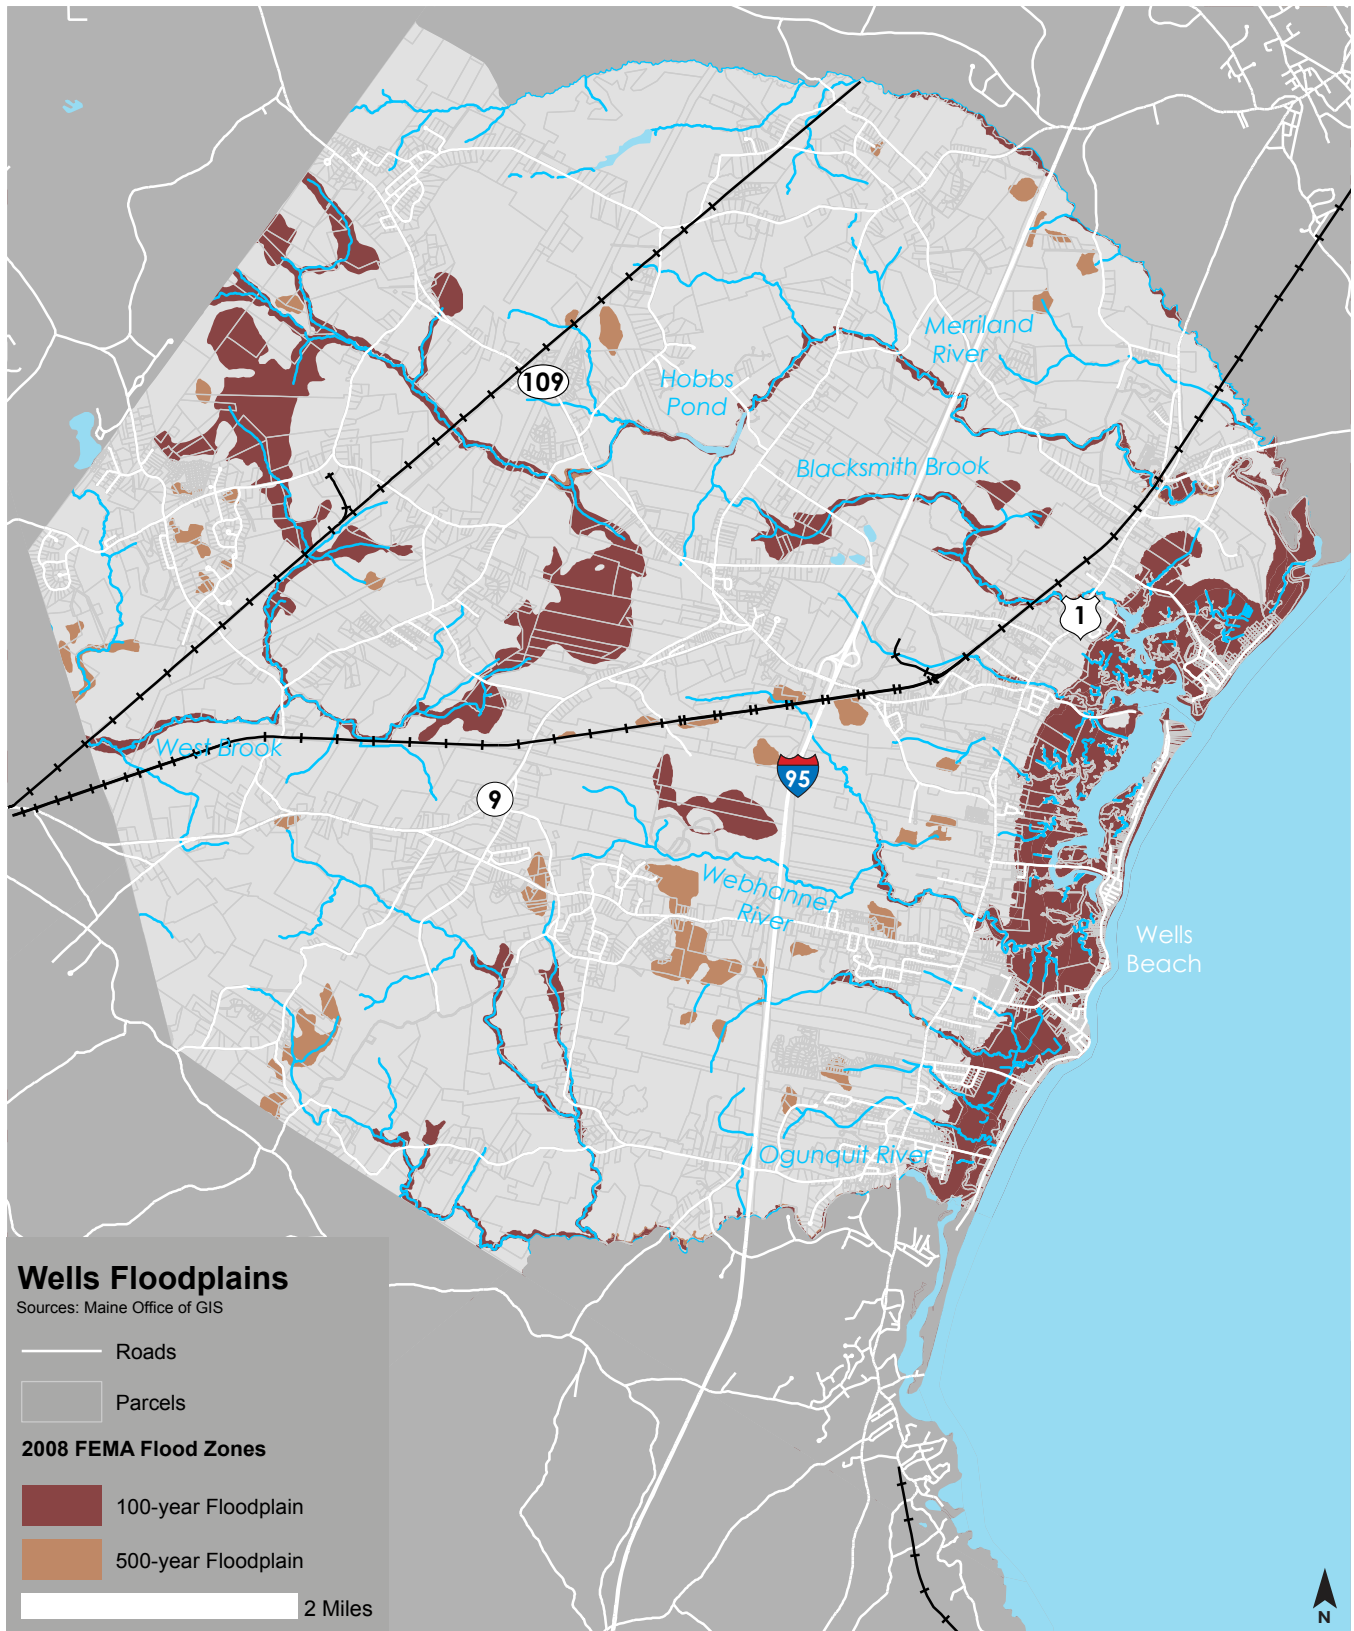 Merriland
River
109
Hobbs
Pond
Blacksmith Brook
1
West Brook
95
9
Webhannet
River
Wells
Beach
Ogunquit River
Wells Floodplains
Sources: Maine Office of GIS
Roads
Parcels
2008 FEMA Flood Zones
100-year Floodplain
500-year Floodplain
2 Miles
N